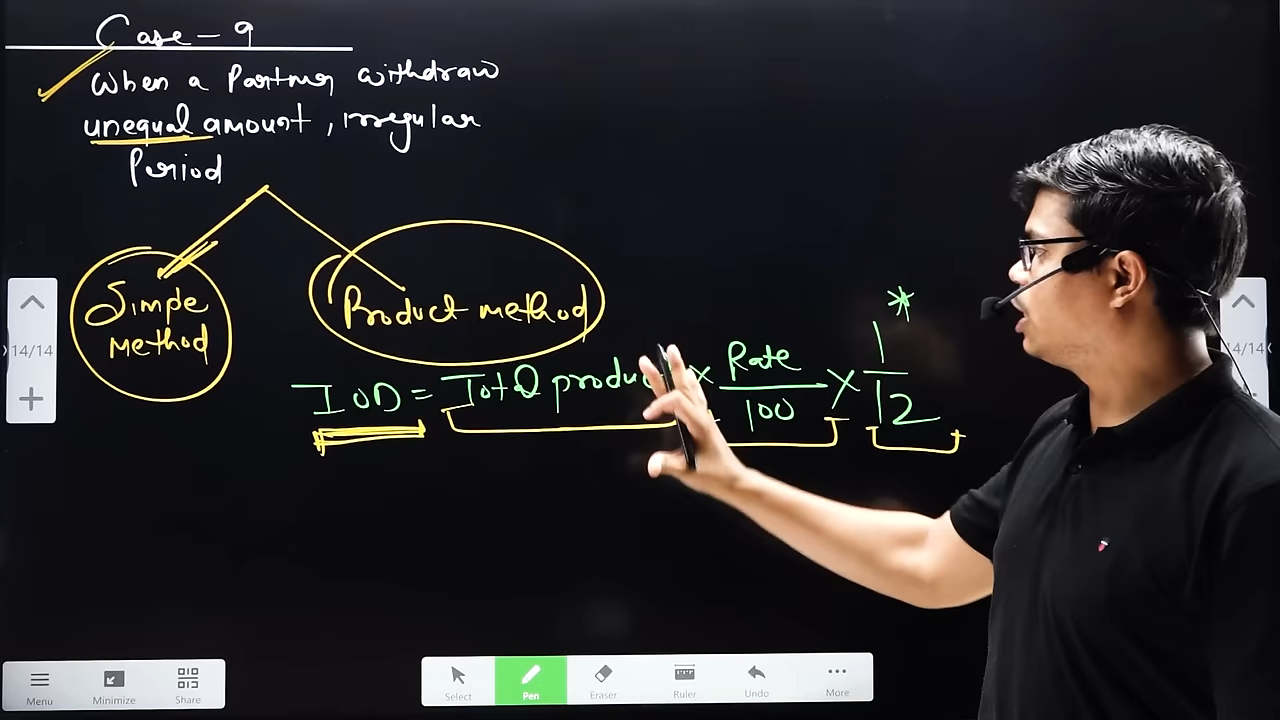 Case - 9
When a Partner withdraw
unequal amount, irregular
Period
Simple
method
Product method
IOD = Total product × Rate/100 × 1/12 *
14/14
14/14
Menu
Minimize
Share
Select
Pen
Eraser
Ruler
Undo
More